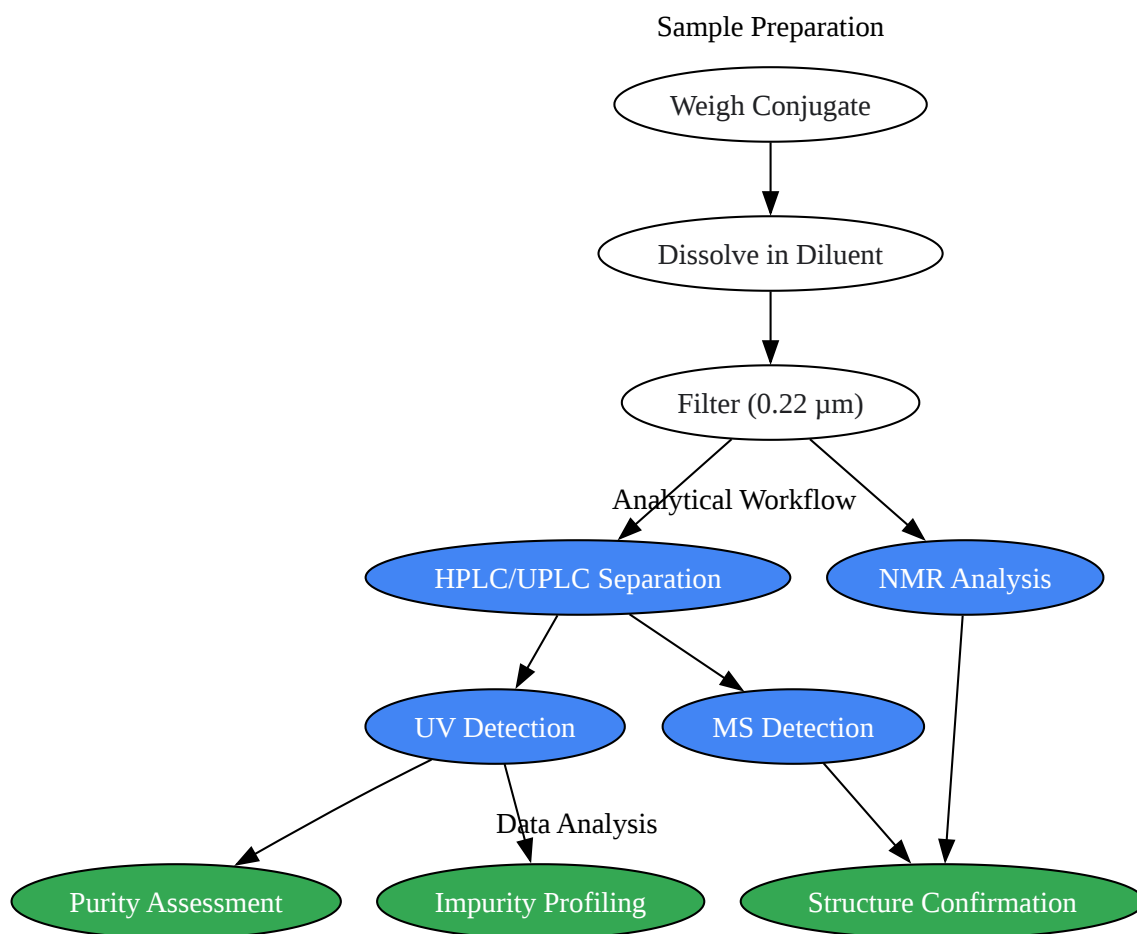 Sample Preparation
Weigh Conjugate
Dissolve in Diluent
Filter (0.22 µm)
Analytical Workflow
HPLC/UPLC Separation
NMR Analysis
UV Detection
MS Detection
Data Analysis
Purity Assessment
Impurity Profiling
Structure Confirmation